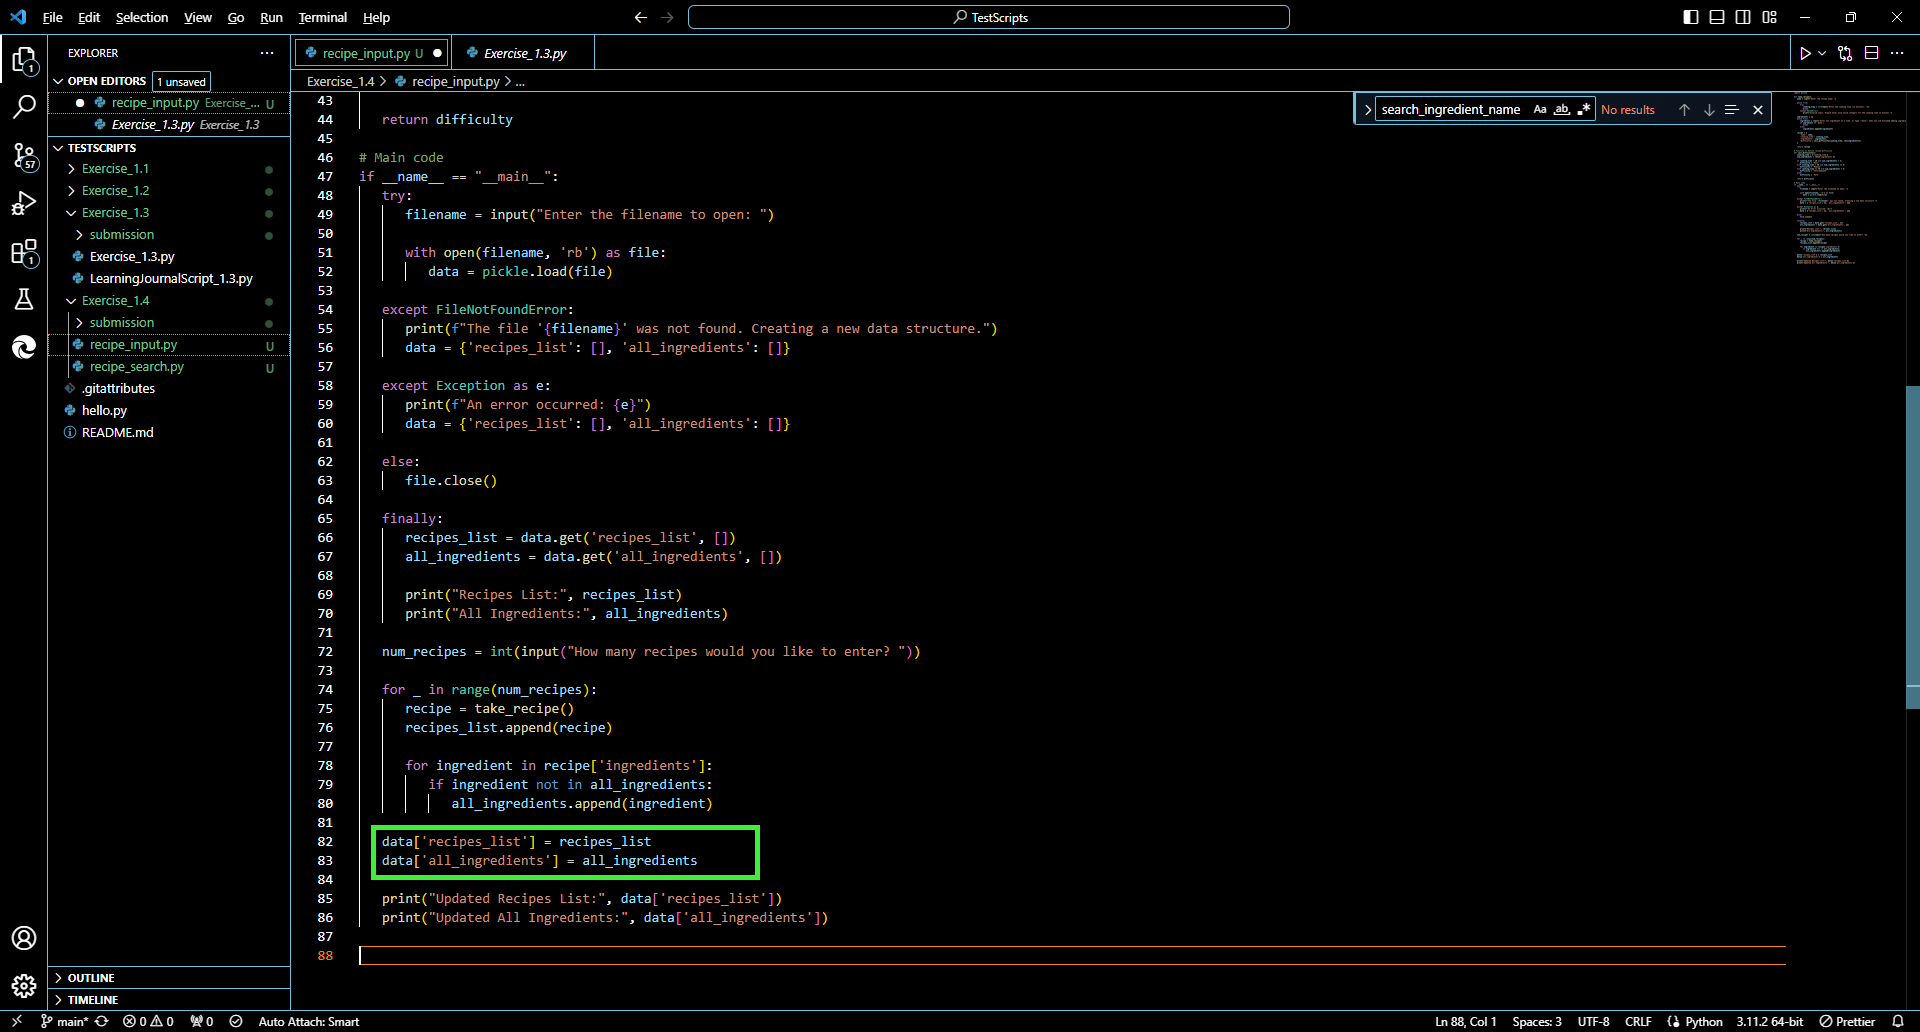 File Edit Selection View Go Run Terminal Help
TestScripts
EXPLORER
recipe_input.py U
Exercise_1.3.py
OPEN EDITORS 1 unsaved
recipe_input.py Exercise_... U
Exercise_1.3.py Exercise_1.3
TESTSCRIPTS
Exercise_1.1
Exercise_1.2
Exercise_1.3
submission
Exercise_1.3.py
LearningJournalScript_1.3.py
Exercise_1.4
submission
recipe_input.py U
recipe_search.py U
.gitattributes
hello.py
README.md
OUTLINE
TIMELINE
1
57
1
Exercise_1.4 > recipe_input.py > ...
search_ingredient_name Aa ab No results
43
44 return difficulty
45
46 # Main code
47 if __name__ == "__main__":
48 try:
49 filename = input("Enter the filename to open: ")
50
51 with open(filename, 'rb') as file:
52 data = pickle.load(file)
53
54 except FileNotFoundError:
55 print(f"The file '{filename}' was not found. Creating a new data structure.")
56 data = {'recipes_list': [], 'all_ingredients': []}
57
58 except Exception as e:
59 print(f"An error occurred: {e}")
60 data = {'recipes_list': [], 'all_ingredients': []}
61
62 else:
63 file.close()
64
65 finally:
66 recipes_list = data.get('recipes_list', [])
67 all_ingredients = data.get('all_ingredients', [])
68
69 print("Recipes List:", recipes_list)
70 print("All Ingredients:", all_ingredients)
71
72 num_recipes = int(input("How many recipes would you like to enter? "))
73
74 for _ in range(num_recipes):
75 recipe = take_recipe()
76 recipes_list.append(recipe)
77
78 for ingredient in recipe['ingredients']:
79 if ingredient not in all_ingredients:
80 all_ingredients.append(ingredient)
81
82 data['recipes_list'] = recipes_list
83 data['all_ingredients'] = all_ingredients
84
85 print("Updated Recipes List:", data['recipes_list'])
86 print("Updated All Ingredients:", data['all_ingredients'])
87
88
main* 0 0 0 Auto Attach: Smart
Ln 88, Col 1 Spaces: 3 UTF-8 CRLF Python 3.11.2 64-bit Prettier